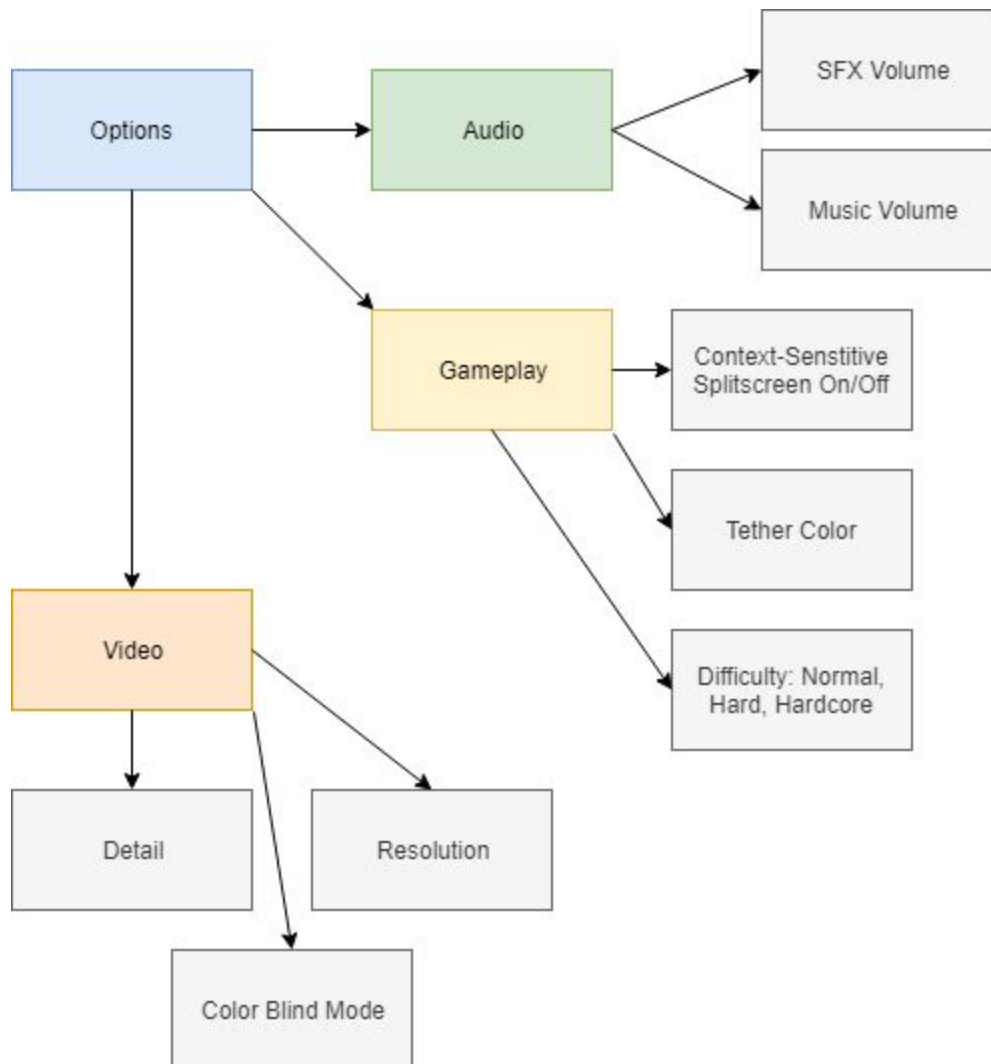 Options
Audio
SFX Volume
Music Volume
Gameplay
Context-Senstitive
Splitscreen On/Off
Tether Color
Difficulty: Normal,
Hard, Hardcore
Video
Detail
Resolution
Color Blind Mode